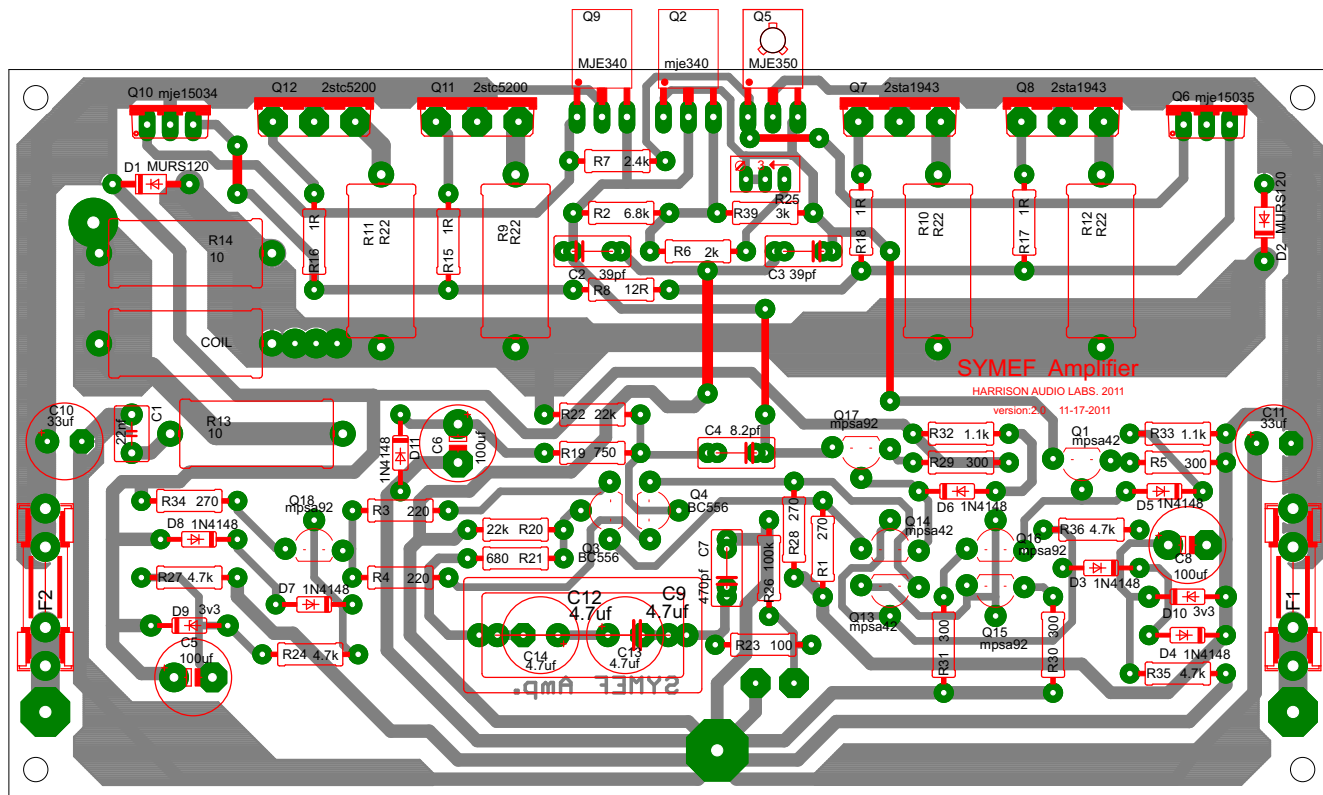 Q9
Q2
Q5
MJE340
mje340
MJE350
Q10 mje15034
Q12 2stc5200
Q11 2stc5200
Q7 2sta1943
Q8 2sta1943
Q6 mje15035
D1 MURS120
R7 2.4k
3
R25
R2 6.8k
R39 3k
R6 2k
C2 39pf
C3 39pf
R8 12R
R14
10
R16 1R
R11
R22
R15 1R
R9
R22
R18 1R
R10
R22
R17 1R
R12
R22
D2 MURS120
COIL
SYMEF Amplifier
HARRISON AUDIO LABS. 2011
version:2.0 11-17-2011
C10
33uf
22nf
C1
R13
10
1N4148
D11
C6
100uf
R22 22k
R19 750
C4 8.2pf
Q17
mpsa92
R32 1.1k
R29 300
Q1
mpsa42
R33 1.1k
R5 300
C11
33uf
R34 270
D8 1N4148
Q18
mpsa92
R3 220
R4 220
22k R20
680 R21
Q3
BC556
Q4
BC556
C7
470pf
R26 100k
R28 270
R1 270
D6 1N4148
D5 1N4148
Q14
mpsa42
Q16
mpsa92
R36 4.7k
C8
100uf
D3 1N4148
R27 4.7k
D7 1N4148
D9 3v3
C5
100uf
R24 4.7k
F2
C12
4.7uf
C9
4.7uf
C14
4.7uf
C13
4.7uf
R23 100
Q13
mpsa42
Q15
mpsa92
R31 300
R30 300
D10 3v3
D4 1N4148
R35 4.7k
F1
SYMEF Amp.